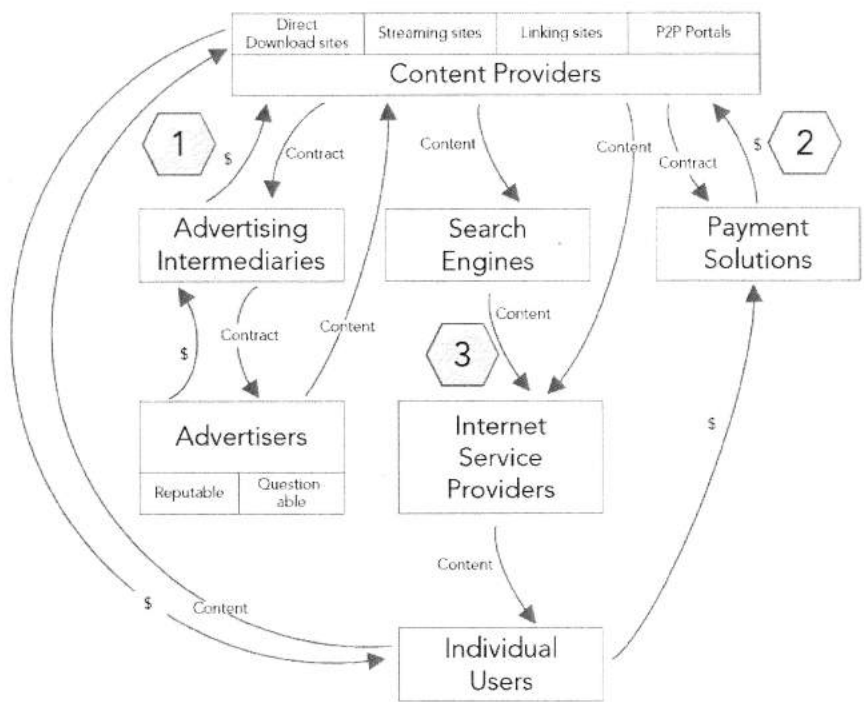 Direct
Download sites
Streaming sites
Linking sites
P2P Portals
Content Providers
1
$
Contract
Content
Content
Contract
$
2
Advertising
Intermediaries
Search
Engines
Payment
Solutions
$
Contract
Content
Content
3
Advertisers
Reputable
Question
able
Internet
Service
Providers
$
Content
$
Content
Individual
Users